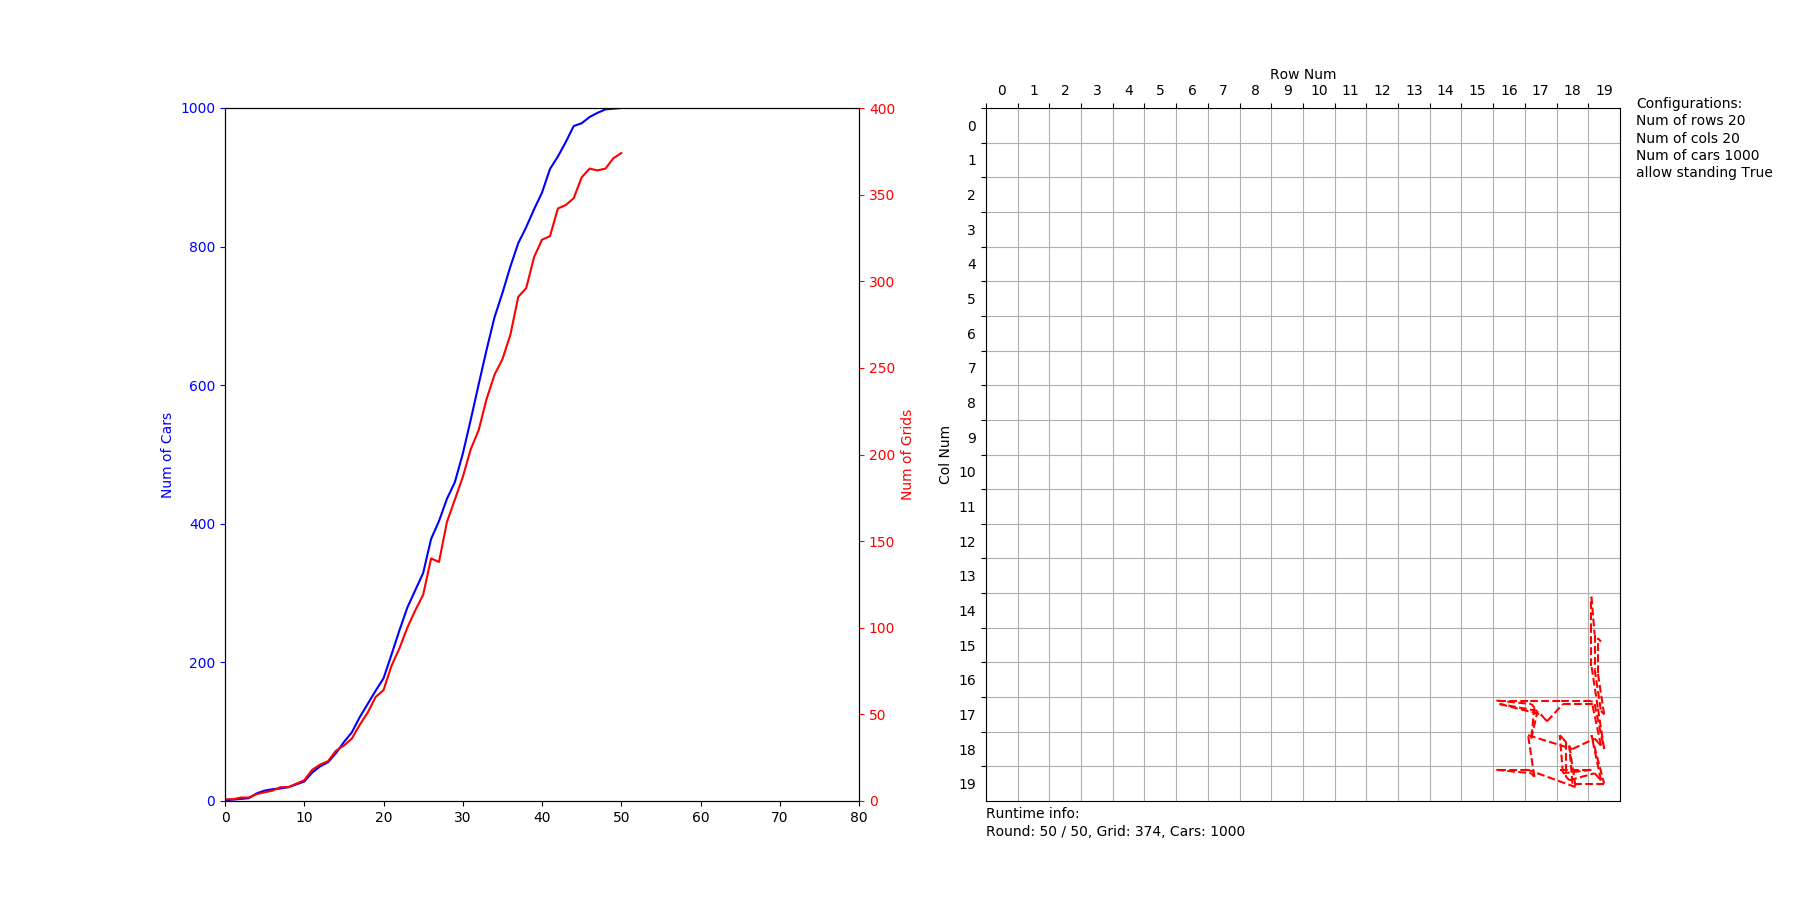 Num of Cars
1000
800
600
400
200
0
0 10 20 30 40 50 60 70 80
400
350
300
250
200
150
100
50
0
Num of Grids
Row Num
0 1 2 3 4 5 6 7 8 9 10 11 12 13 14 15 16 17 18 19
Col Num
0
1
2
3
4
5
6
7
8
9
10
11
12
13
14
15
16
17
18
19
Configurations:
Num of rows 20
Num of cols 20
Num of cars 1000
allow standing True
Runtime info:
Round: 50 / 50, Grid: 374, Cars: 1000